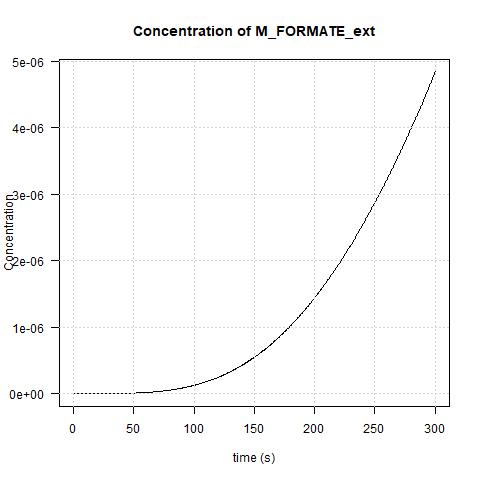 Concentration of M_FORMATE_ext
5e-06
4e-06
3e-06
2e-06
1e-06
0e+00
Concentration
0 50 100 150 200 250 300
time (s)